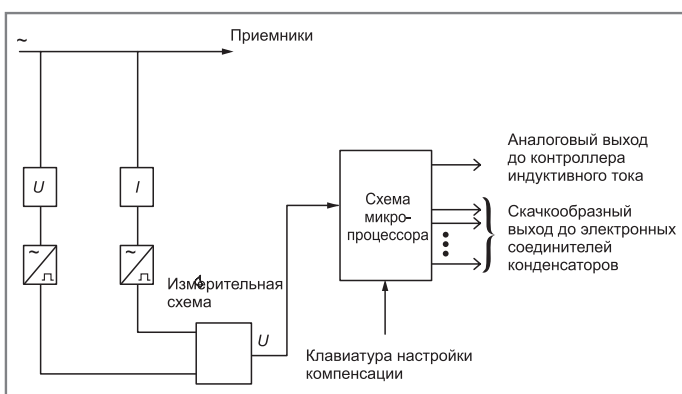 ~
Приемники
U
I
~
~
Измерительная
схема
U
Схема
микро-
процессора
Аналоговый выход
до контроллера
индуктивного тока
Скачкообразный
выход до электронных
соединителей
конденсаторов
Клавиатура настройки
компенсации